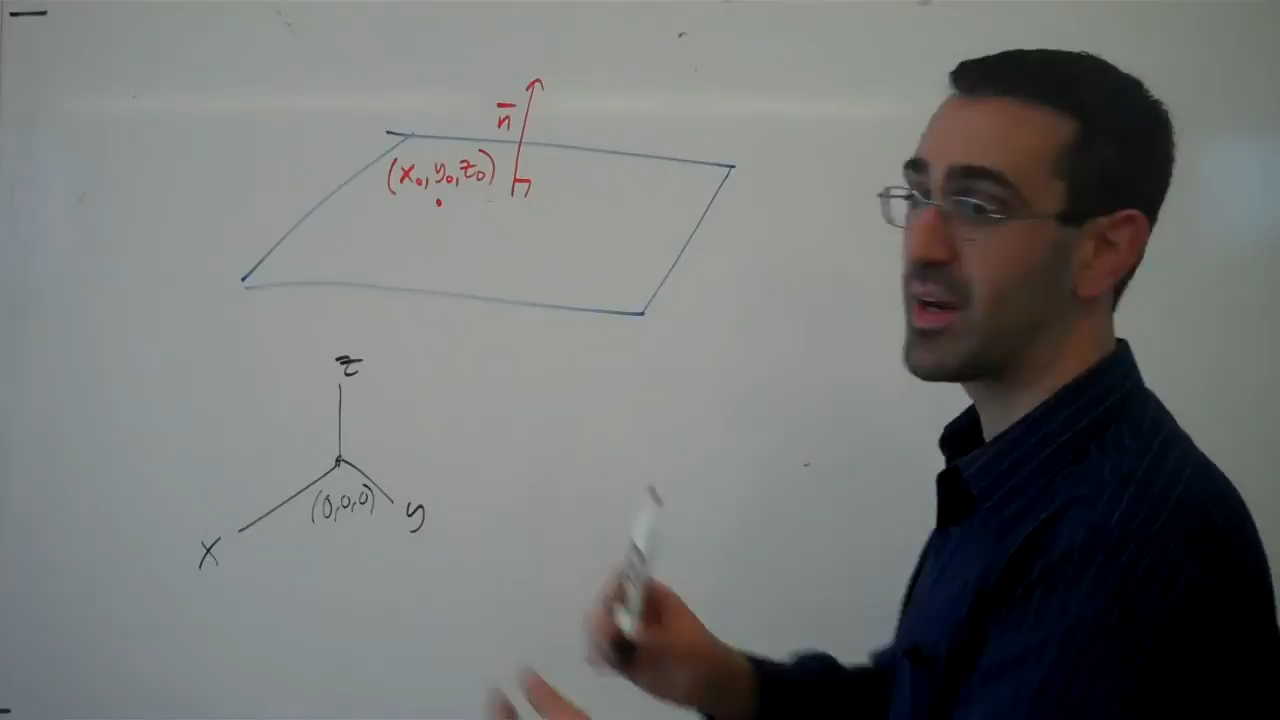 n̅
(x₀, y₀, z₀)
z
(0,0,0)
y
x